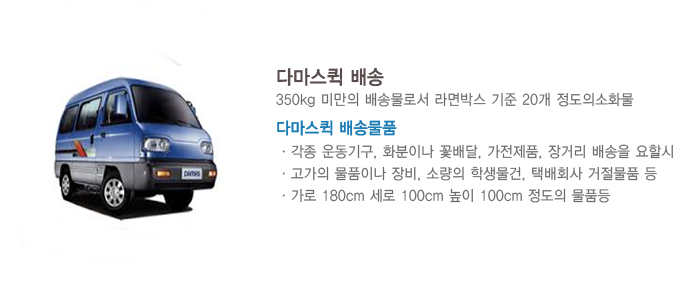 다마스퀵 배송
350kg 미만의 배송물로서 라면박스 기준 20개 정도의소화물
다마스퀵 배송물품
· 각종 운동기구, 화분이나 꽃배달, 가전제품, 장거리 배송을 요할시
· 고가의 물품이나 장비, 소량의 학생물건, 택배회사 거절물품 등
· 가로 180cm 세로 100cm 높이 100cm 정도의 물품등
DAMAS